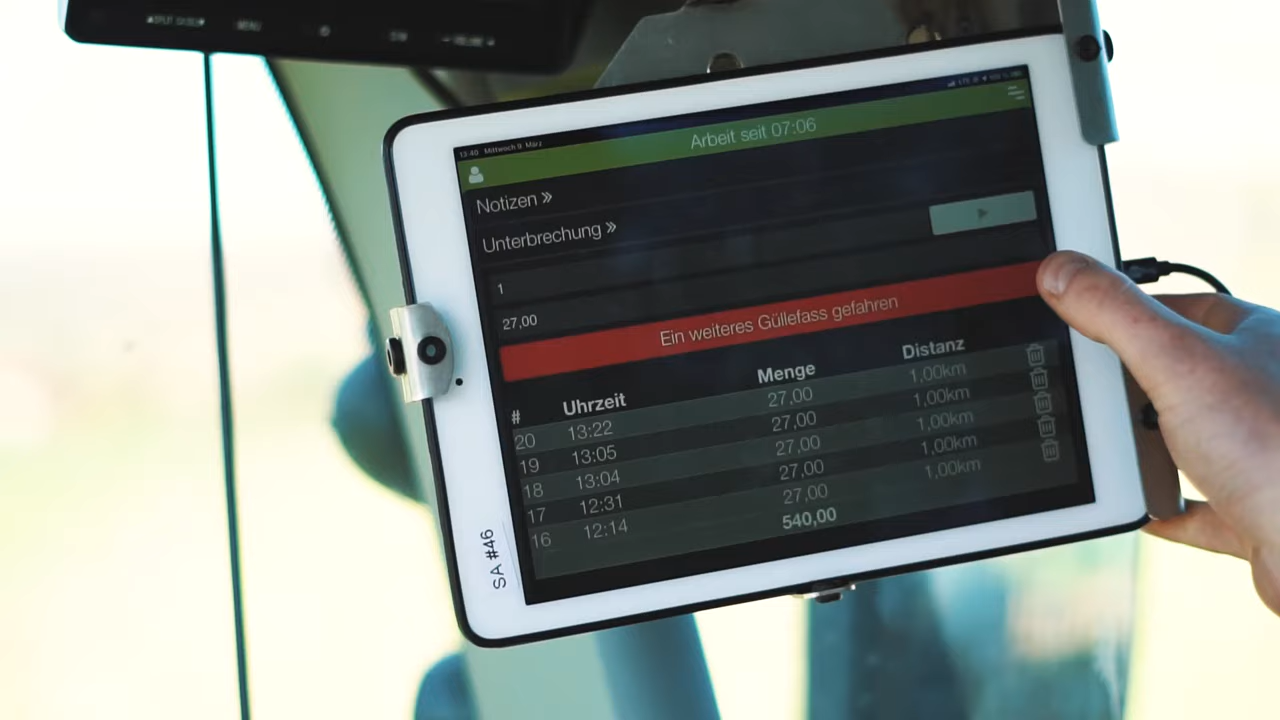 MENU
13:40 Mittwoch 9. März
Arbeit seit 07:06
Notizen »
Unterbrechung »
1
27,00
Ein weiteres Güllefass gefahren
# Uhrzeit Menge Distanz
20 13:22 27,00 1,00km
19 13:05 27,00 1,00km
18 13:04 27,00 1,00km
17 12:31 27,00 1,00km
16 12:14 27,00 1,00km
540,00
SA #46